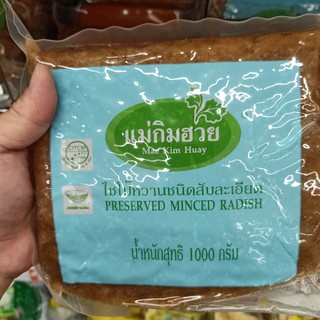 แม่กิมฮวย
Mae Kim Huay
ไชโป๊หวานชนิดสับละเอียด
PRESERVED MINCED RADISH
น้ำหนักสุทธิ 1000 กรัม